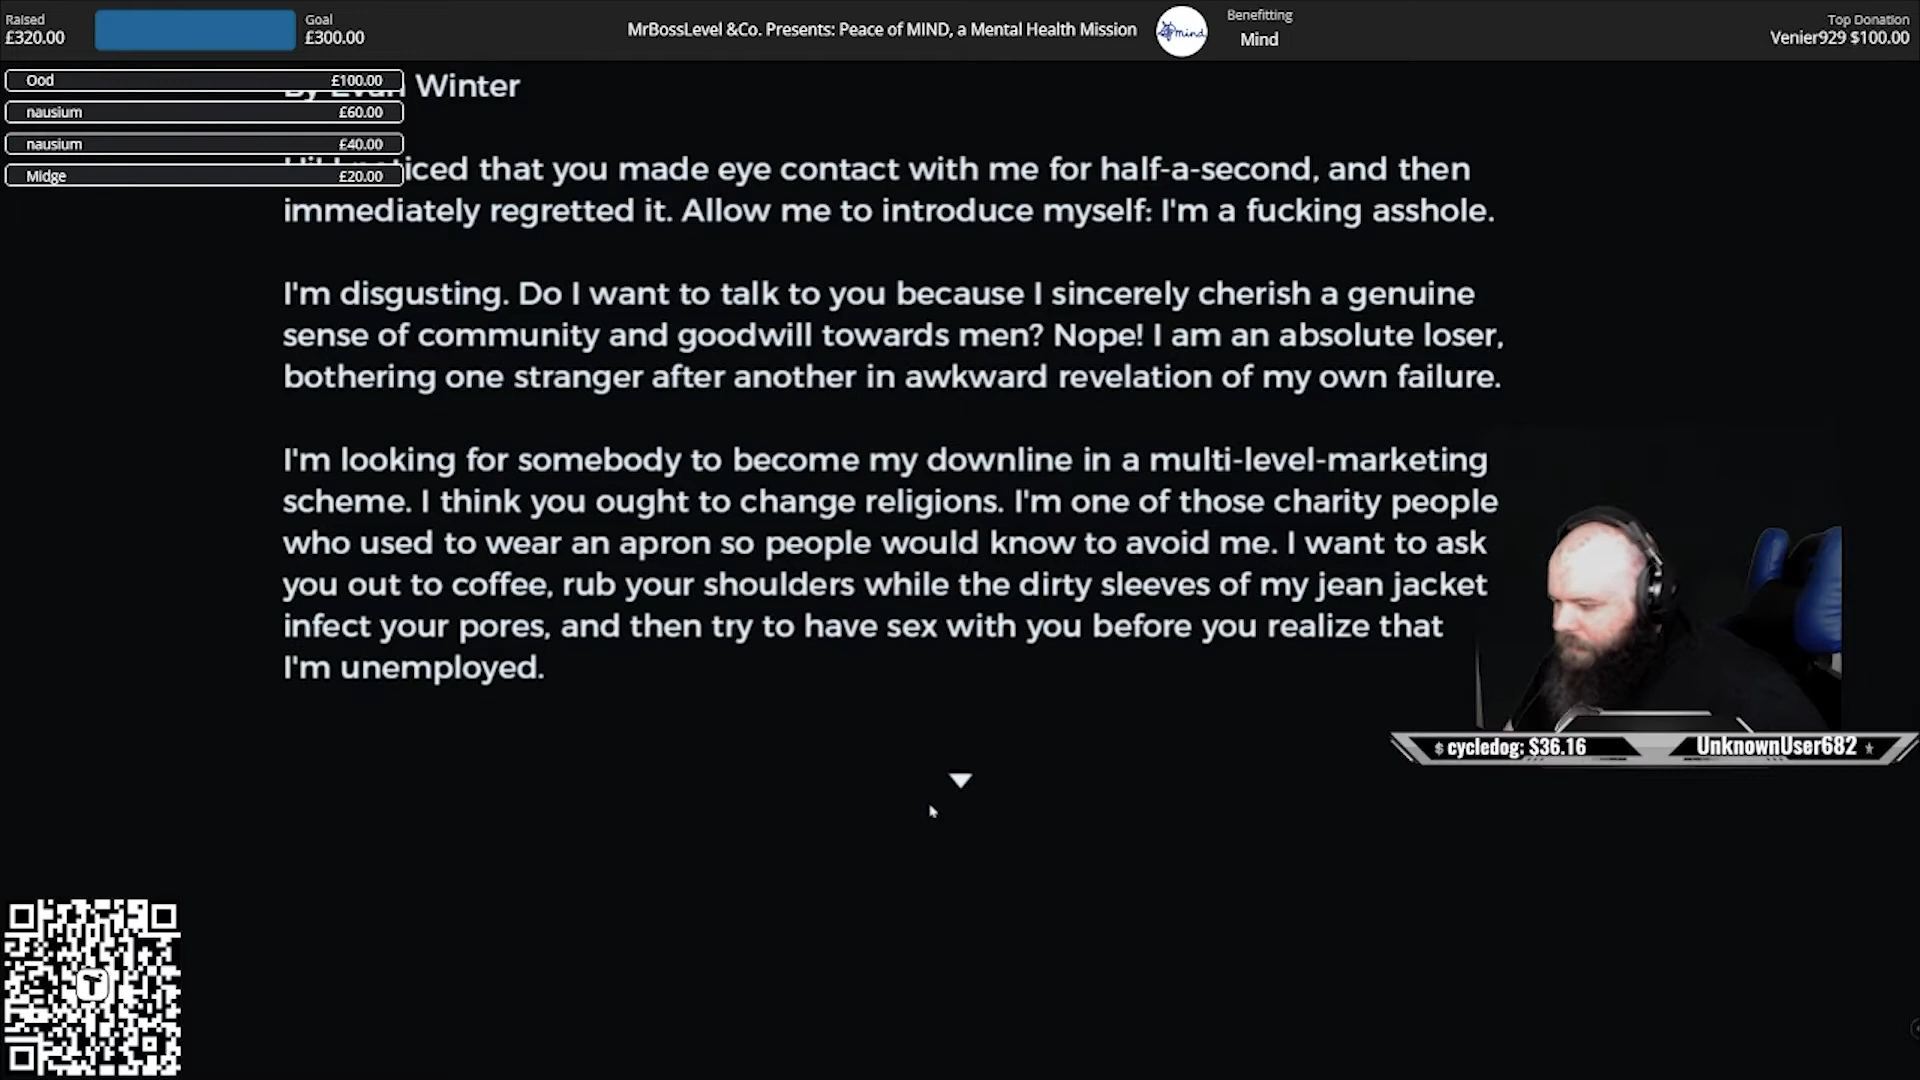 Raised
£320.00
Goal
£300.00
MrBossLevel &Co. Presents: Peace of MIND, a Mental Health Mission
mind
Benefitting
Mind
Top Donation
Venier929 $100.00
Ood £100.00
nausium £60.00
nausium £40.00
Midge £20.00
By Evan Winter
noticed that you made eye contact with me for half-a-second, and then
immediately regretted it. Allow me to introduce myself: I'm a fucking asshole.
I'm disgusting. Do I want to talk to you because I sincerely cherish a genuine
sense of community and goodwill towards men? Nope! I am an absolute loser,
bothering one stranger after another in awkward revelation of my own failure.
I'm looking for somebody to become my downline in a multi-level-marketing
scheme. I think you ought to change religions. I'm one of those charity people
who used to wear an apron so people would know to avoid me. I want to ask
you out to coffee, rub your shoulders while the dirty sleeves of my jean jacket
infect your pores, and then try to have sex with you before you realize that
I'm unemployed.
$ cycledog: $36.16
UnknownUser682